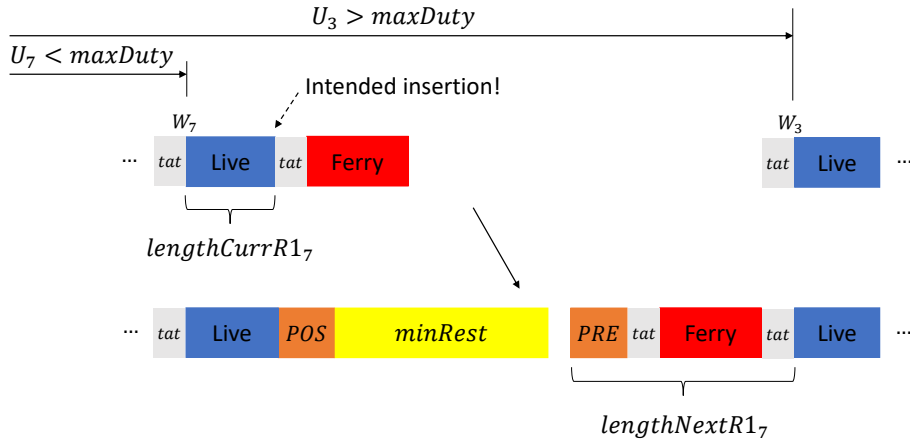 U₃ > maxDuty
U₇ < maxDuty
Intended insertion!
W₇ W₃
... tat Live tat Ferry tat Live ...
lengthCurrR1₇
... tat Live POS minRest PRE tat Ferry tat Live ...
lengthNextR1₇